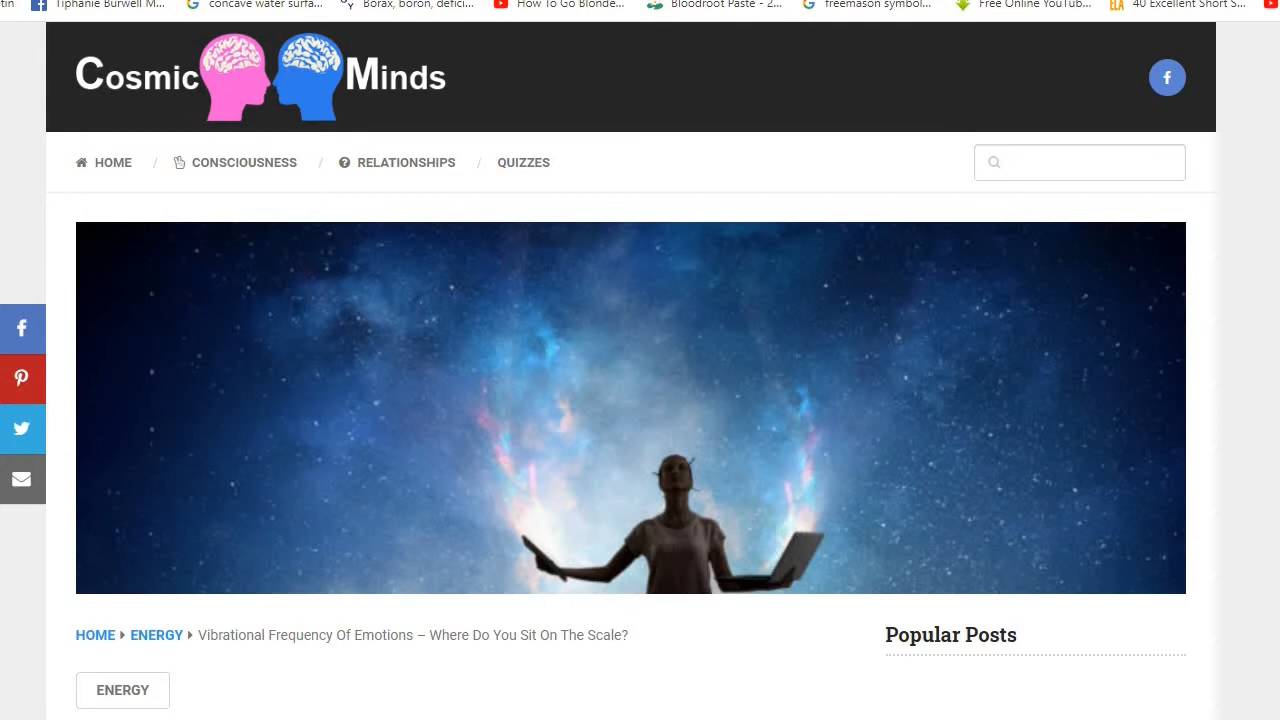 tin Tiphanie Burwell M... concave water surfa... Borax, boron, defici... How To Go Blonde... Bloodroot Paste - 2... freemason symbol... Free Online YouTub... ELA 40 Excellent Short S...
Cosmic Minds
HOME / CONSCIOUSNESS / RELATIONSHIPS / QUIZZES
HOME ENERGY Vibrational Frequency Of Emotions – Where Do You Sit On The Scale?
Popular Posts
ENERGY